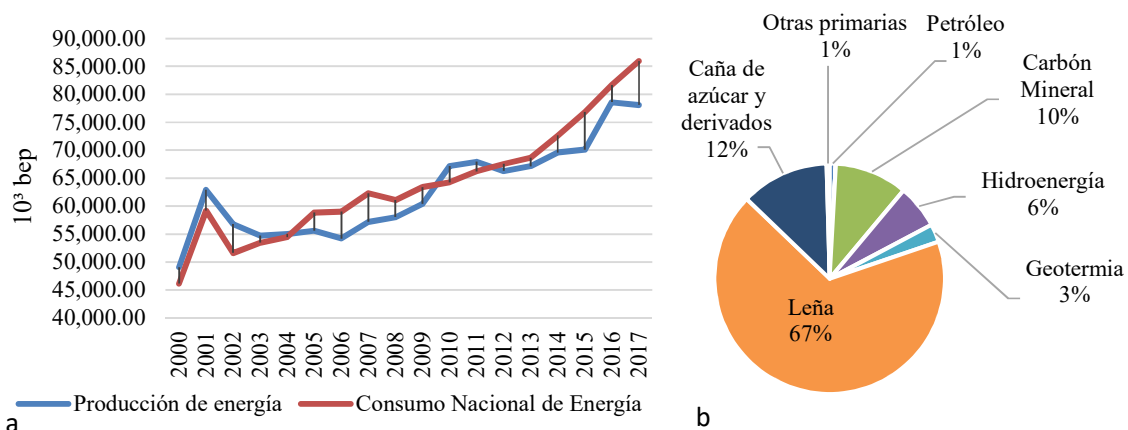 90,000.00
85,000.00
80,000.00
75,000.00
70,000.00
65,000.00
60,000.00
55,000.00
50,000.00
45,000.00
40,000.00
10³ bep
2000
2001
2002
2003
2004
2005
2006
2007
2008
2009
2010
2011
2012
2013
2014
2015
2016
2017
Producción de energía
Consumo Nacional de Energía
a
Otras primarias
1%
Petróleo
1%
Carbón
Mineral
10%
Hidroenergía
6%
Geotermia
3%
Leña
67%
Caña de
azúcar y
derivados
12%
b